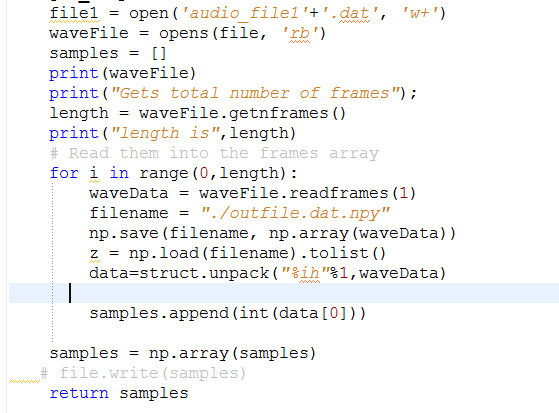 file1 = open('audio_file1'+'.dat', 'w+')
waveFile = opens(file, 'rb')
samples = []
print(waveFile)
print("Gets total number of frames");
length = waveFile.getnframes()
print("length is",length)
# Read them into the frames array
for i in range(0,length):
waveData = waveFile.readframes(1)
filename = "./outfile.dat.npy"
np.save(filename, np.array(waveData))
z = np.load(filename).tolist()
data=struct.unpack("%ih"%1,waveData)
samples.append(int(data[0]))
samples = np.array(samples)
# file.write(samples)
return samples